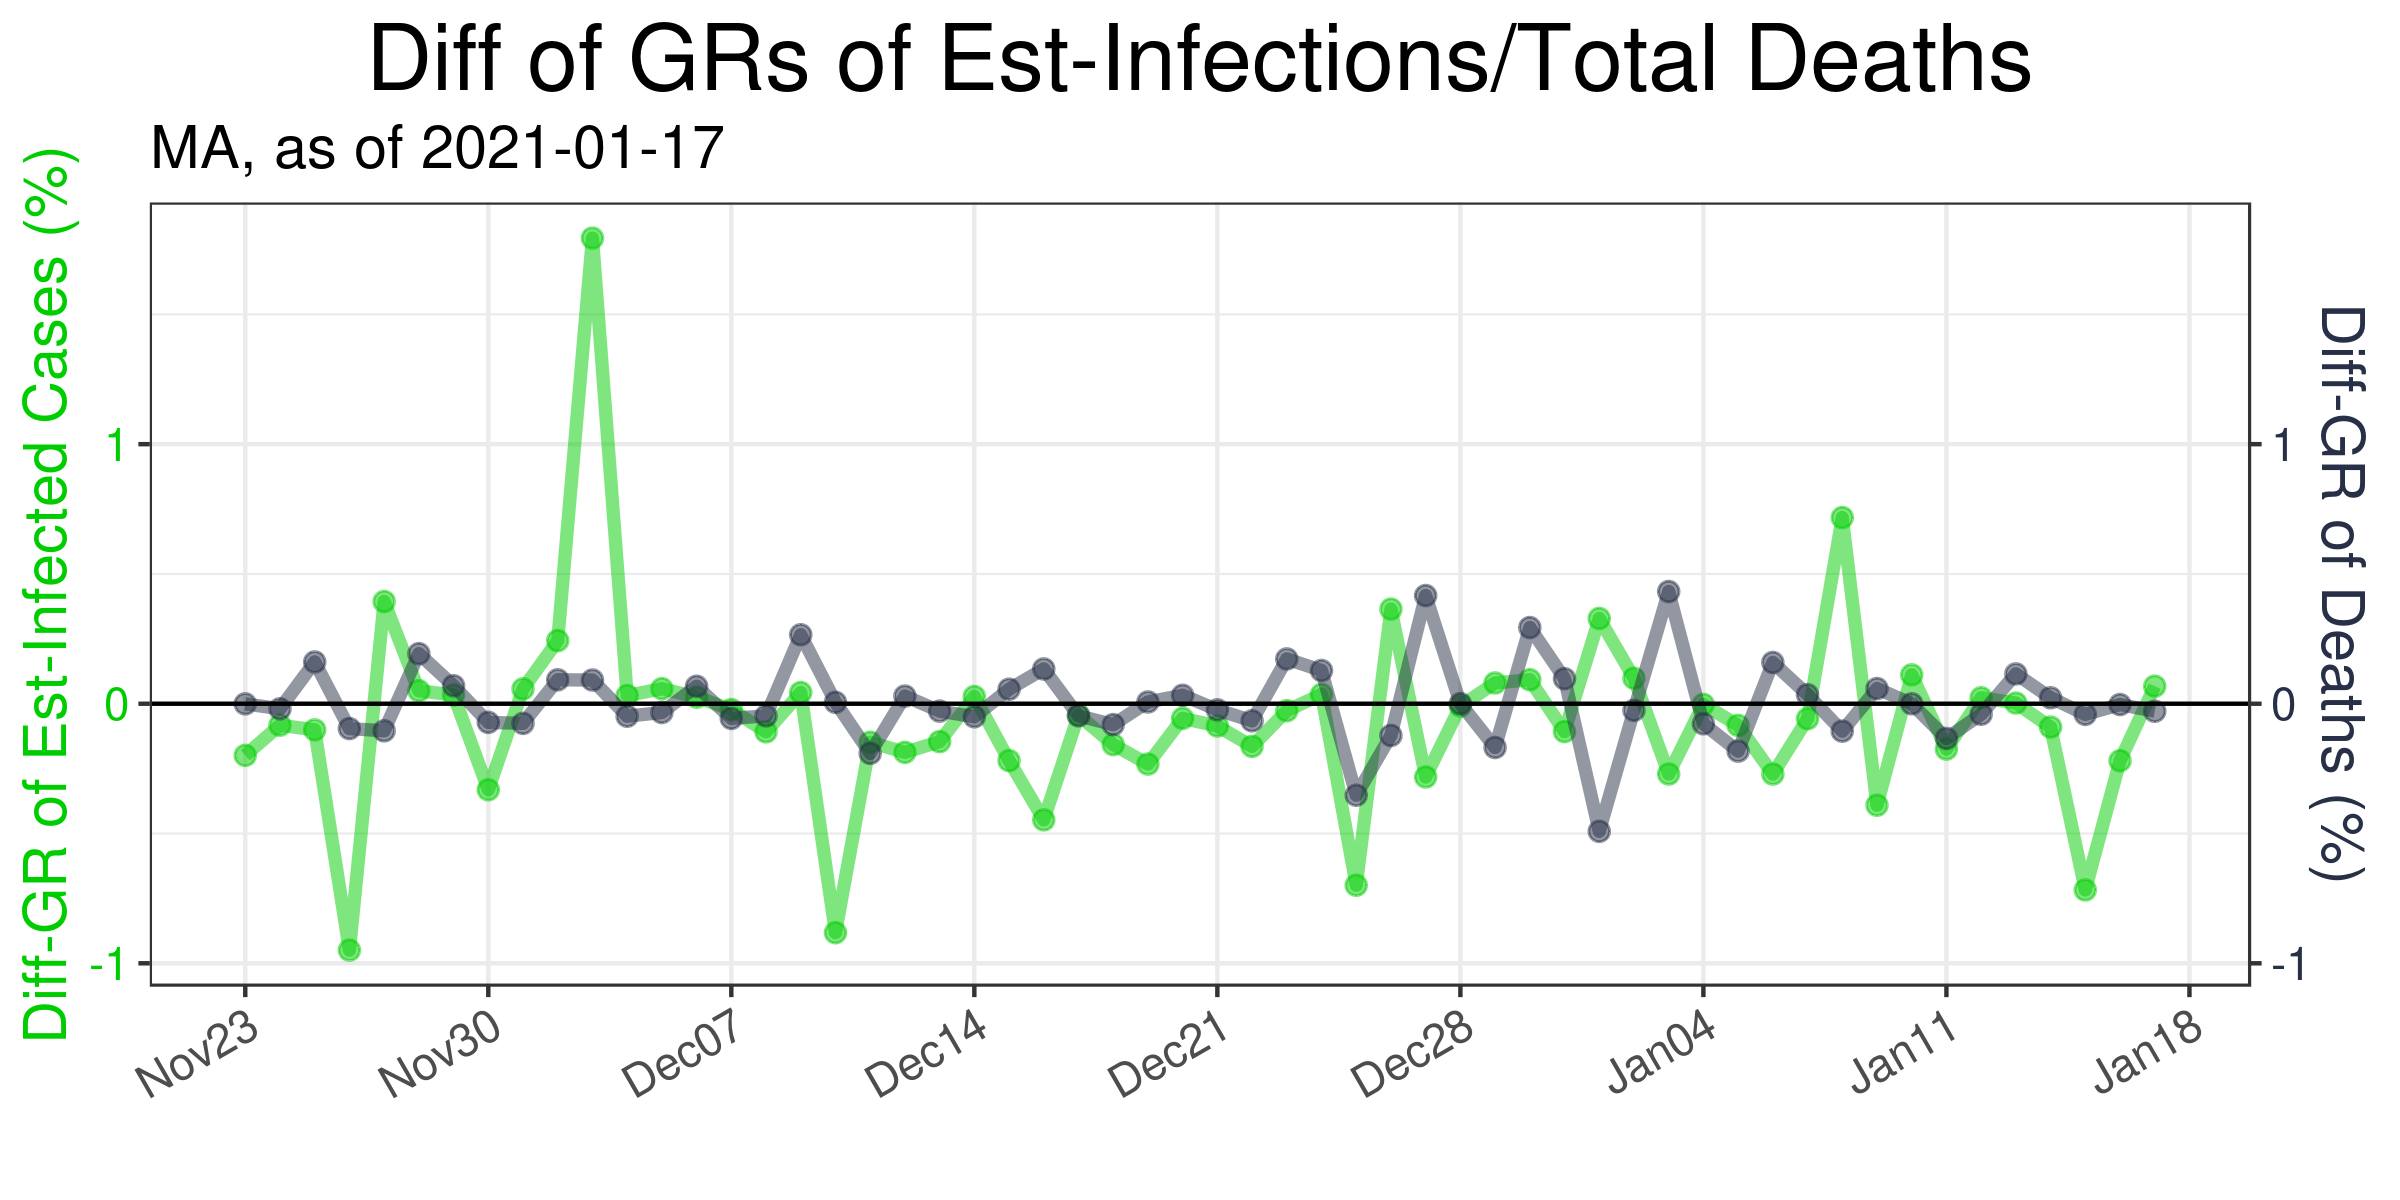 Diff of GRs of Est-Infections/Total Deaths
MA, as of 2021-01-17
Diff-GR of Est-Infected Cases (%)
1
0
-1
1
0
-1
Diff-GR of Deaths (%)
Nov23
Nov30
Dec07
Dec14
Dec21
Dec28
Jan04
Jan11
Jan18